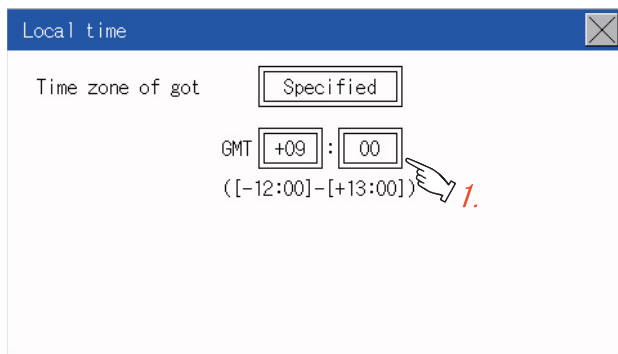 Local time
Time zone of got Specified
GMT +09 : 00
([-12:00]-[+13:00])
1.